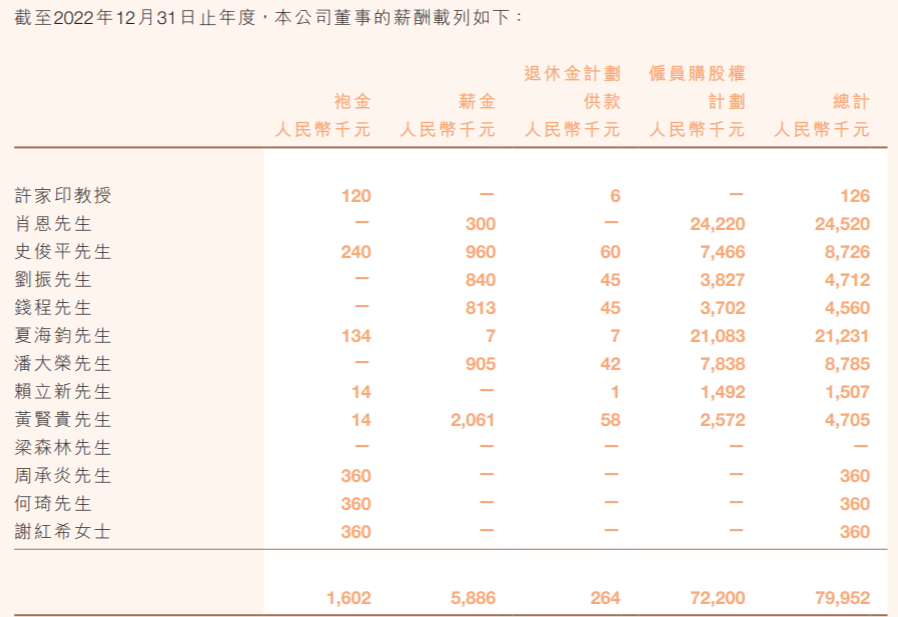 截至2022年12月31日止年度，本公司董事的薪酬載列如下：
退休金計劃 僱員購股權
袍金 薪金 供款 計劃 總計
人民幣千元 人民幣千元 人民幣千元 人民幣千元 人民幣千元
許家印教授 120 — 6 — 126
肖恩先生 — 300 — 24,220 24,520
史俊平先生 240 960 60 7,466 8,726
劉振先生 — 840 45 3,827 4,712
錢程先生 — 813 45 3,702 4,560
夏海鈞先生 134 7 7 21,083 21,231
潘大榮先生 — 905 42 7,838 8,785
賴立新先生 14 — 1 1,492 1,507
黃賢貴先生 14 2,061 58 2,572 4,705
梁森林先生 — — — — —
周承炎先生 360 — — — 360
何琦先生 360 — — — 360
謝紅希女士 360 — — — 360
1,602 5,886 264 72,200 79,952